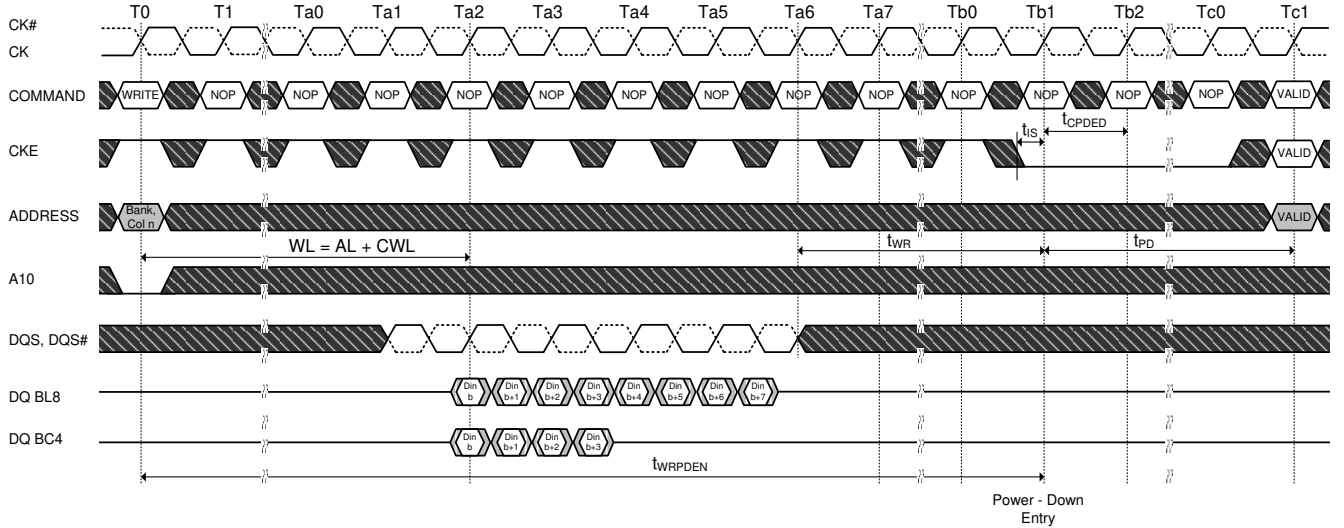 T0 T1 Ta0 Ta1 Ta2 Ta3 Ta4 Ta5 Ta6 Ta7 Tb0 Tb1 Tb2 Tc0 Tc1
CK#
CK
COMMAND WRITE NOP NOP NOP NOP NOP NOP NOP NOP NOP NOP NOP NOP NOP VALID
tIS tCPDED
CKE VALID
ADDRESS Bank, Col n VALID
WL = AL + CWL tWR tPD
A10
DQS, DQS#
DQ BL8 Din b Din b+1 Din b+2 Din b+3 Din b+4 Din b+5 Din b+6 Din b+7
DQ BC4 Din b Din b+1 Din b+2 Din b+3
tWRPDEN
Power - Down
Entry